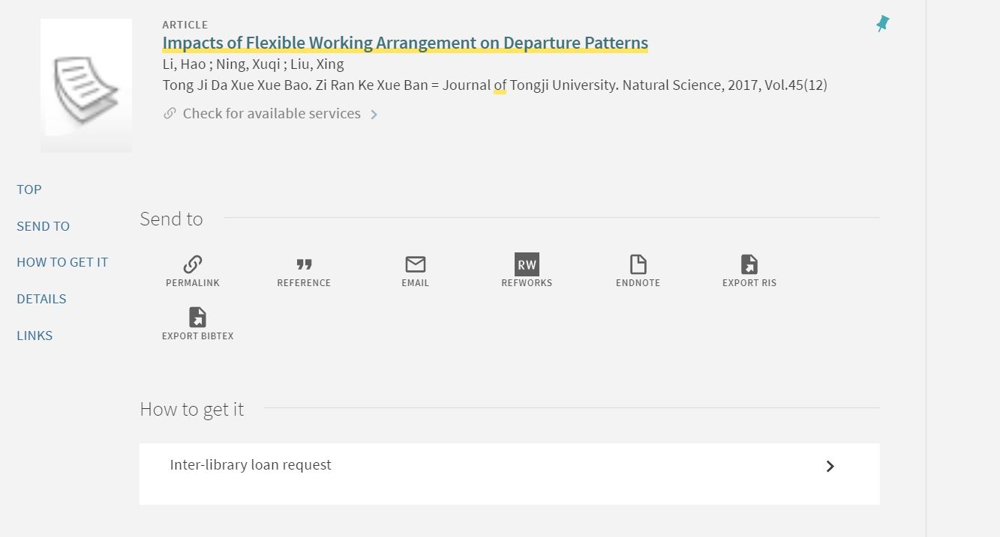 ARTICLE
Impacts of Flexible Working Arrangement on Departure Patterns
Li, Hao ; Ning, Xuqi ; Liu, Xing
Tong Ji Da Xue Xue Bao. Zi Ran Ke Xue Ban = Journal of Tongji University. Natural Science, 2017, Vol.45(12)
Check for available services
TOP
SEND TO
HOW TO GET IT
DETAILS
LINKS
Send to
PERMALINK
REFERENCE
EMAIL
RW
REFWORKS
ENDNOTE
EXPORT RIS
EXPORT BIBTEX
How to get it
Inter-library loan request